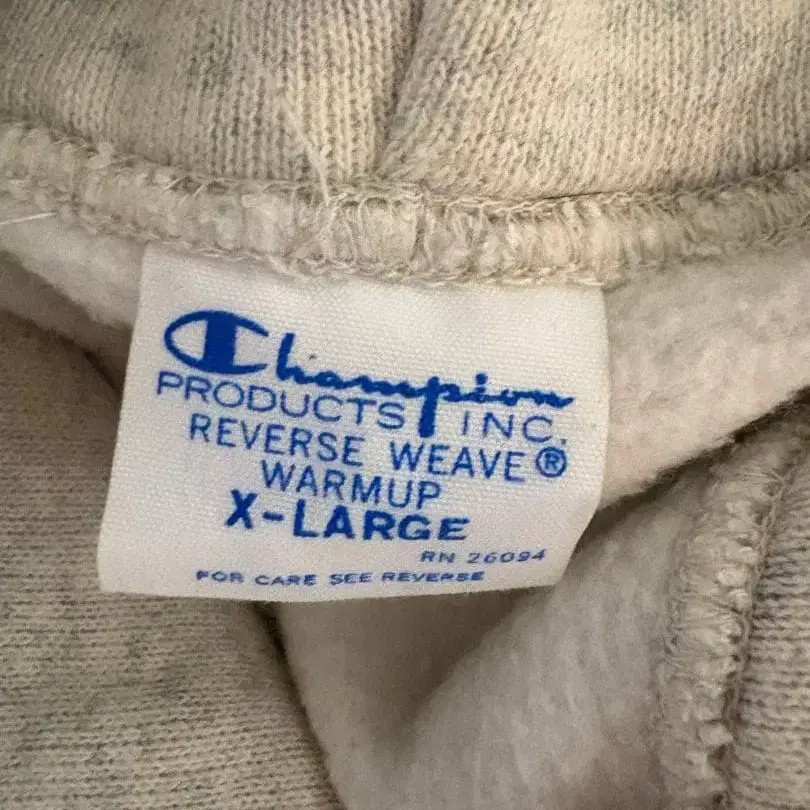 Champion
PRODUCTS INC.
REVERSE WEAVE®
WARMUP
X-LARGE
RN 26094
FOR CARE SEE REVERSE